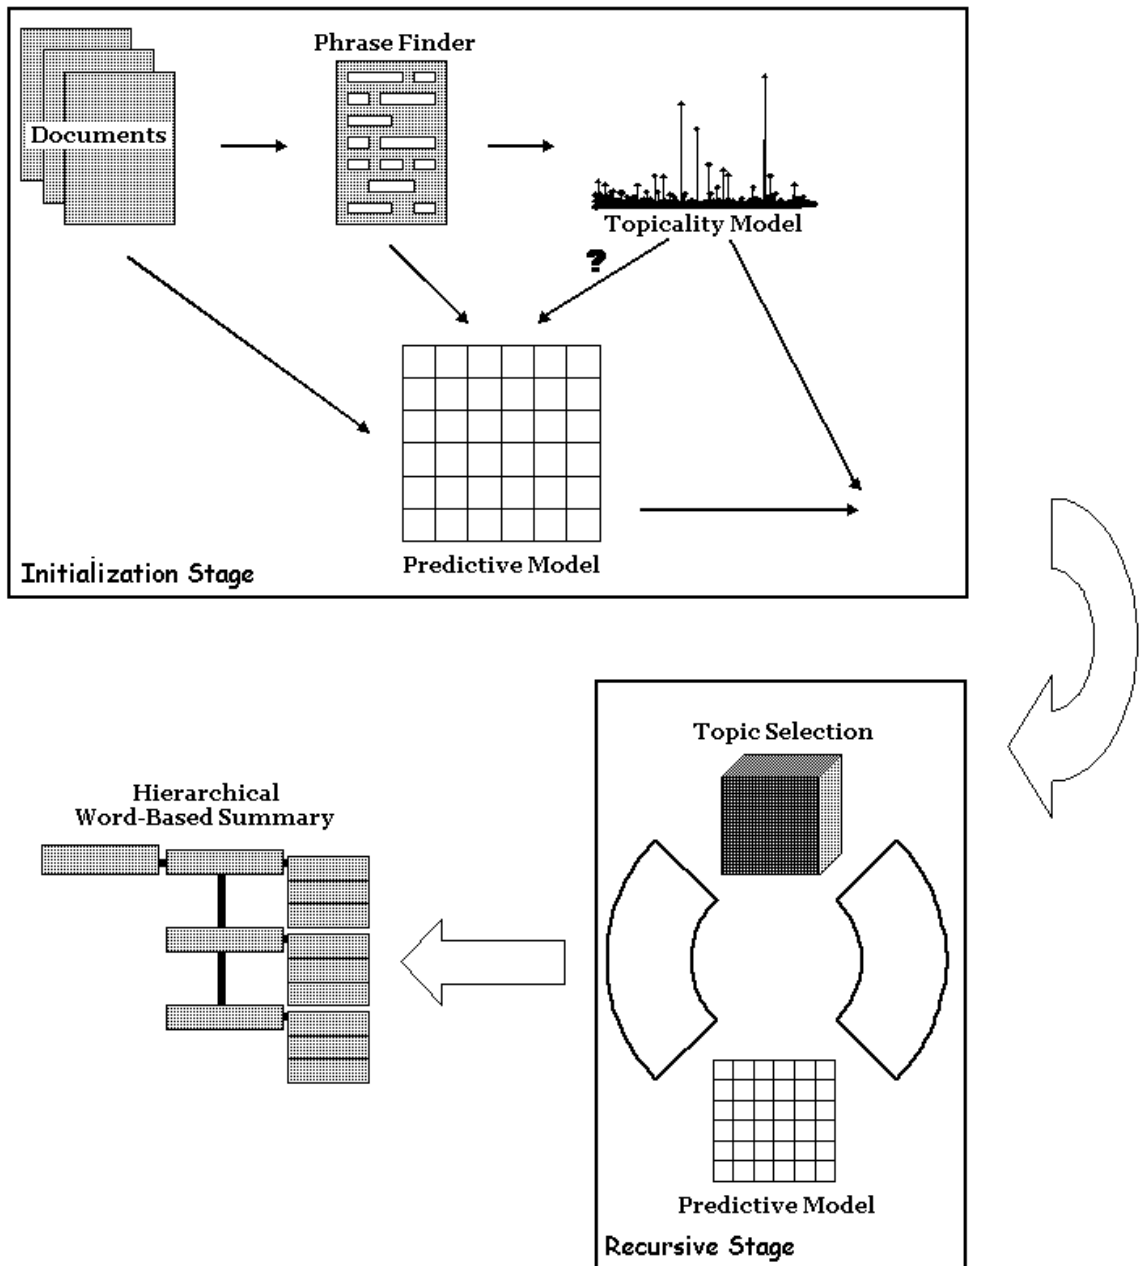 Phrase Finder
Documents
Topicality Model
?
Predictive Model
Initialization Stage
Topic Selection
Hierarchical
Word-Based Summary
Predictive Model
Recursive Stage